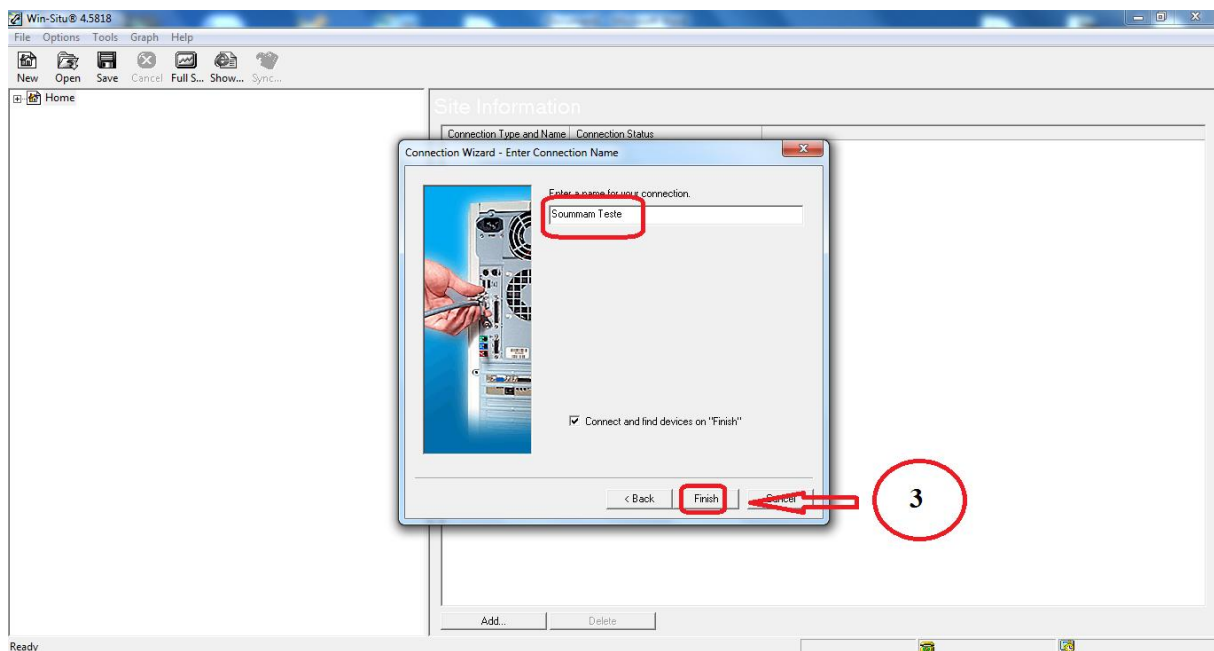 Win-Situ® 4.5818
File Options Tools Graph Help
New Open Save Cancel Full S... Show... Sync...
Home
Site Information
Connection Type and Name Connection Status
Connection Wizard - Enter Connection Name
Enter a name for your connection.
Soummam Teste
Connect and find devices on "Finish"
< Back Finish Cancel
3
Add... Delete
Ready